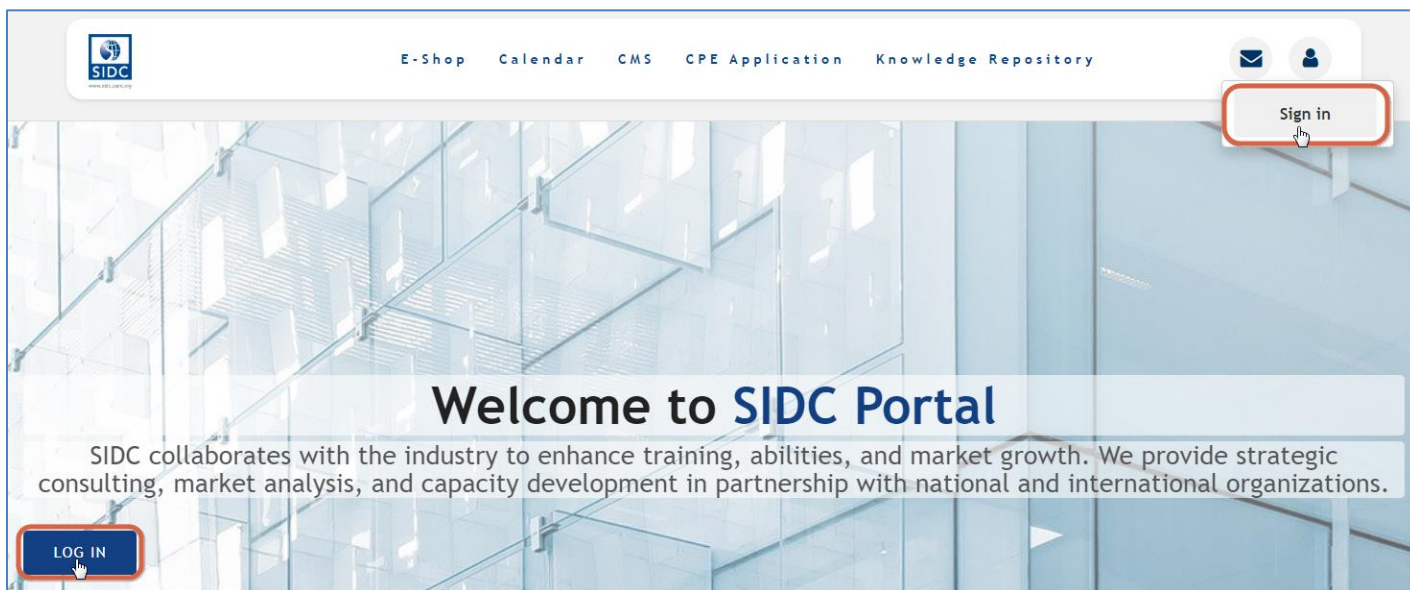 SIDC
www.sidc.com.my
E-Shop Calendar CMS CPE Application Knowledge Repository
Sign in
Welcome to SIDC Portal
SIDC collaborates with the industry to enhance training, abilities, and market growth. We provide strategic
consulting, market analysis, and capacity development in partnership with national and international organizations.
LOG IN